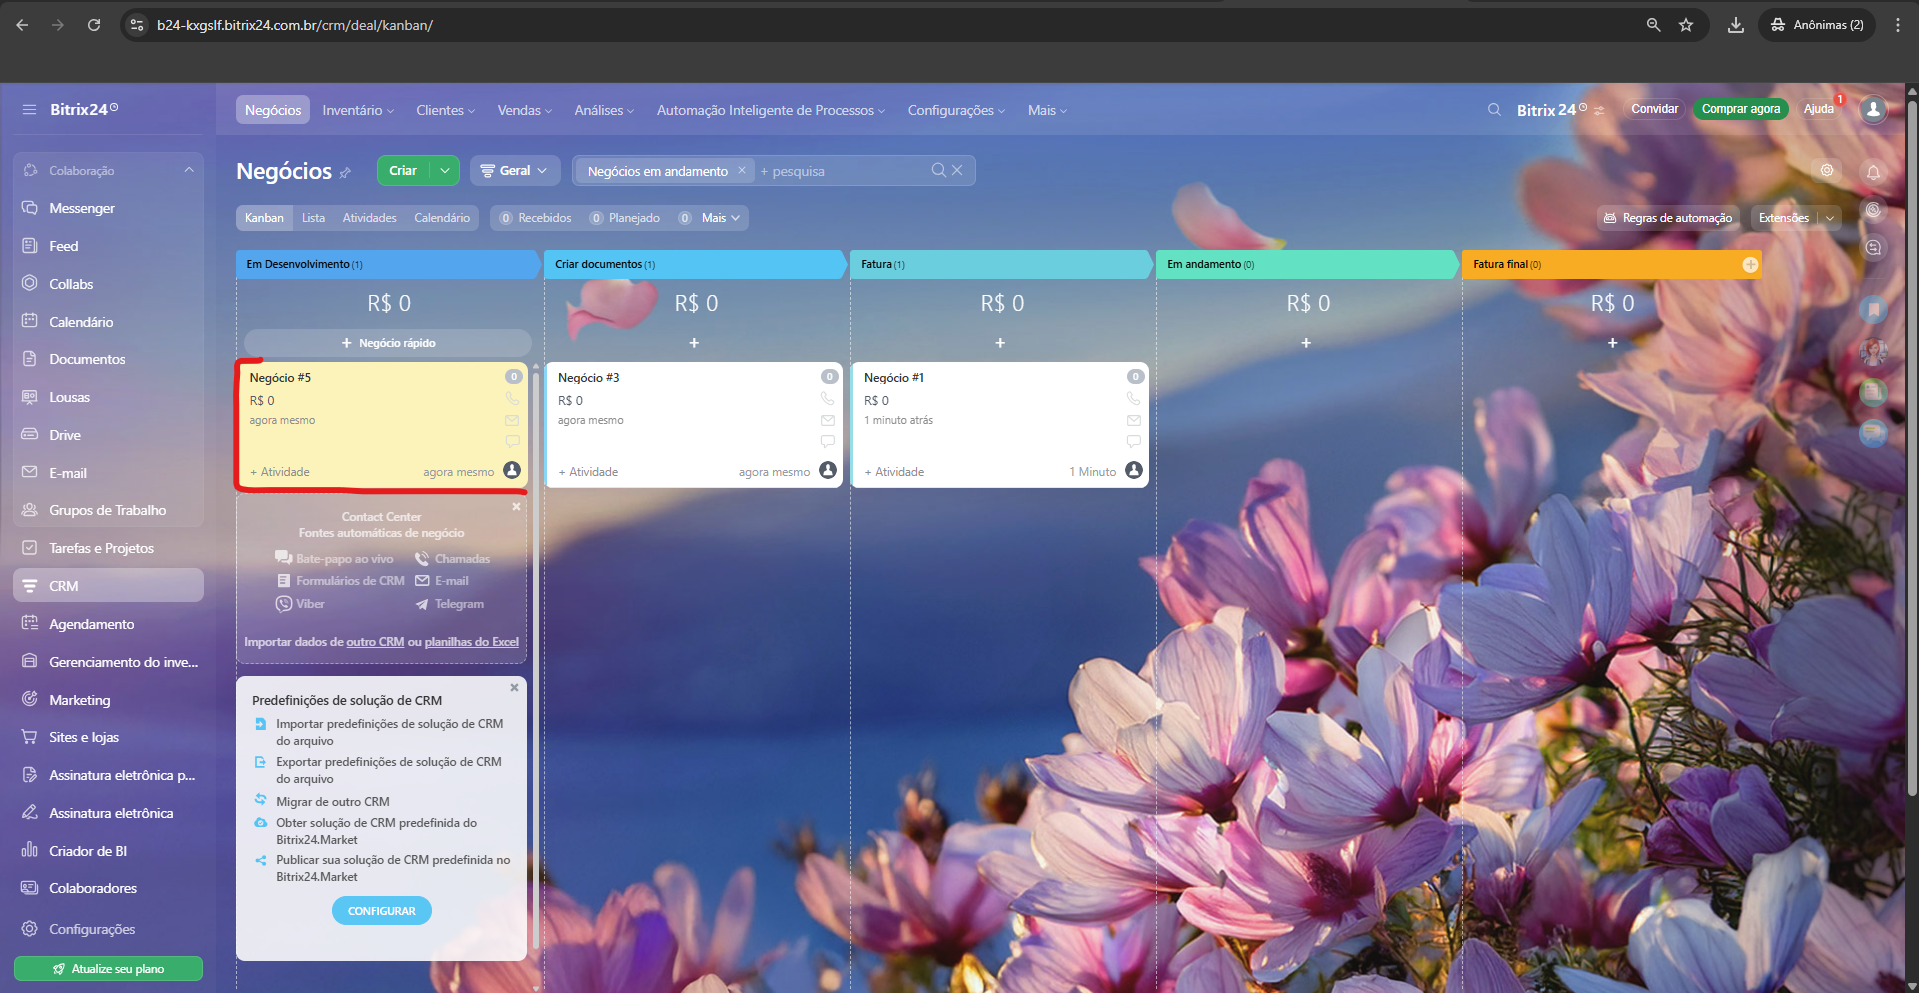 b24-kxgslf.bitrix24.com.br/crm/deal/kanban/
Anônimas (2)
Bitrix24
Negócios
Inventário
Clientes
Vendas
Análises
Automação Inteligente de Processos
Configurações
Mais
Bitrix 24
Convidar
Comprar agora
Ajuda
1
Colaboração
Messenger
Feed
Collabs
Calendário
Documentos
Lousas
Drive
E-mail
Grupos de Trabalho
Tarefas e Projetos
CRM
Agendamento
Gerenciamento do inve...
Marketing
Sites e lojas
Assinatura eletrônica p...
Assinatura eletrônica
Criador de BI
Colaboradores
Configurações
Atualize seu plano
Negócios
Criar
Geral
Negócios em andamento
+ pesquisa
Kanban
Lista
Atividades
Calendário
0 Recebidos
0 Planejado
0 Mais
Regras de automação
Extensões
Em Desenvolvimento (1)
R$ 0
+ Negócio rápido
Negócio #5
0
R$ 0
agora mesmo
+ Atividade
agora mesmo
Contact Center
Fontes automáticas de negócio
Bate-papo ao vivo
Chamadas
Formulários de CRM
E-mail
Viber
Telegram
Importar dados de outro CRM ou planilhas do Excel
Predefinições de solução de CRM
Importar predefinições de solução de CRM
do arquivo
Exportar predefinições de solução de CRM
do arquivo
Migrar de outro CRM
Obter solução de CRM predefinida do
Bitrix24.Market
Publicar sua solução de CRM predefinida no
Bitrix24.Market
CONFIGURAR
Criar documentos (1)
R$ 0
+
Negócio #3
0
R$ 0
agora mesmo
+ Atividade
agora mesmo
Fatura (1)
R$ 0
+
Negócio #1
0
R$ 0
1 minuto atrás
+ Atividade
1 Minuto
Em andamento (0)
R$ 0
+
Fatura final (0)
R$ 0
+